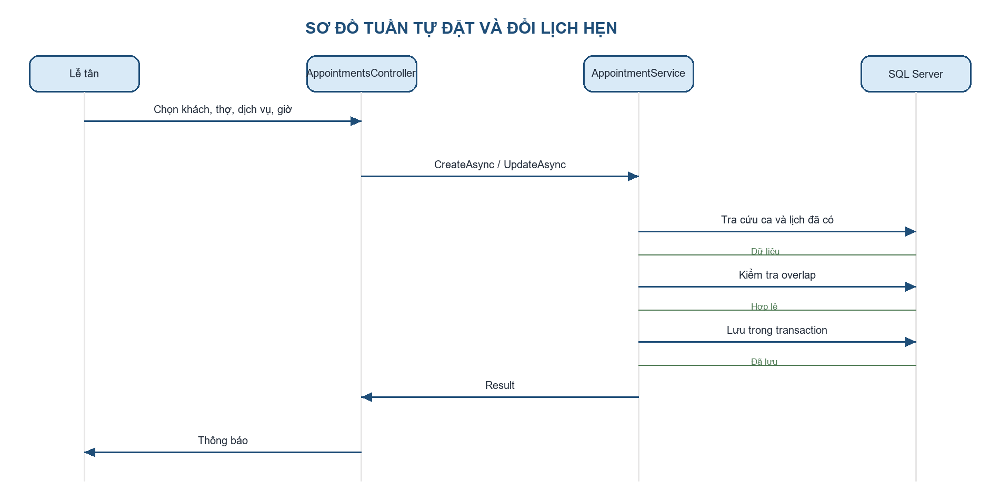 SƠ ĐỒ TUẦN TỰ ĐẶT VÀ ĐỔI LỊCH HẸN
Lễ tân
AppointmentsController
AppointmentService
SQL Server
Chọn khách, thợ, dịch vụ, giờ
CreateAsync / UpdateAsync
Tra cứu ca và lịch đã có
Dữ liệu
Kiểm tra overlap
Hợp lệ
Lưu trong transaction
Đã lưu
Result
Thông báo